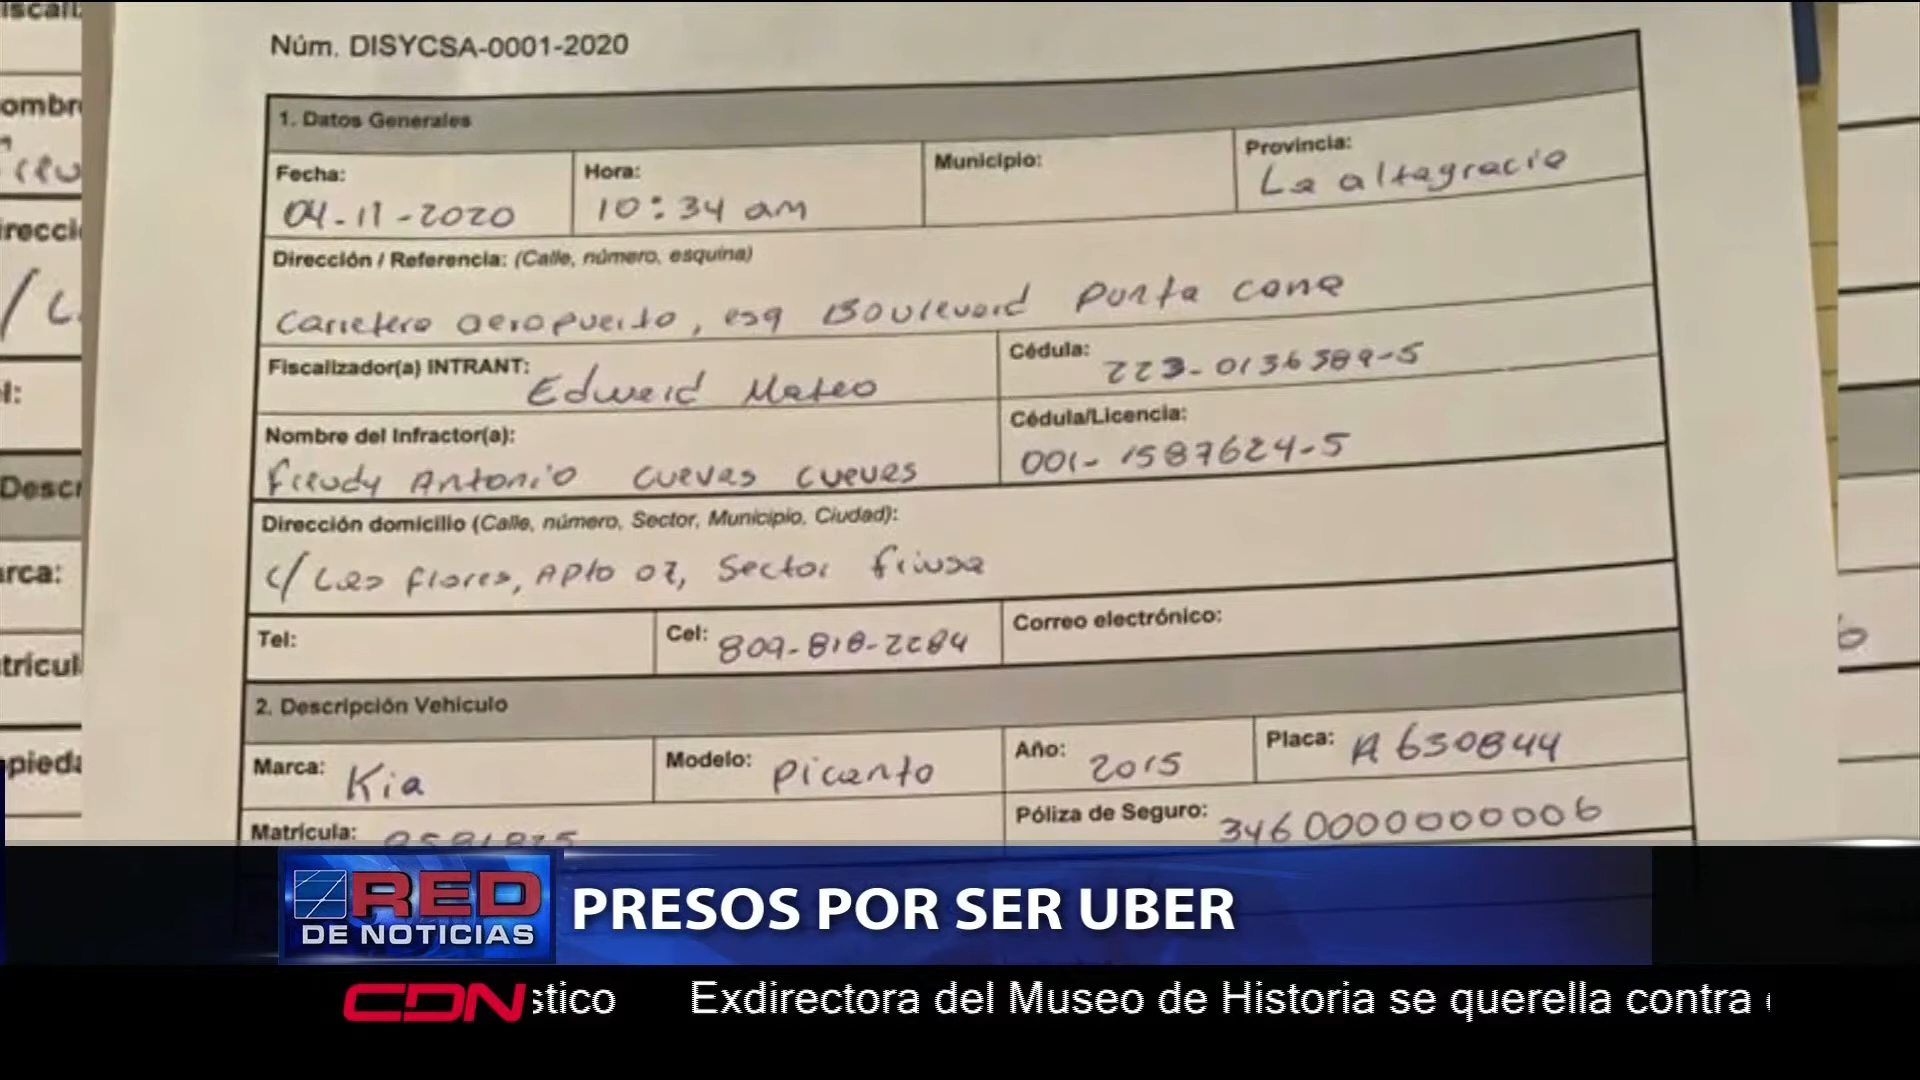 Núm. DISYCSA-0001-2020
1. Datos Generales
Fecha: 04-11-2020
Hora: 10:34 am
Municipio:
Provincia: La altagracia
Dirección / Referencia: (Calle, número, esquina)
Carretera aeropuerto, esq Boulevard Punta cana
Fiscalizador(a) INTRANT: Edward Mateo
Cédula: 223-0136389-5
Nombre del Infractor(a): Freudy Antonio Cuevas Cuevas
Cédula/Licencia: 001-1587624-5
Dirección domicilio (Calle, número, Sector, Municipio, Ciudad):
c/ Las flores, Apto 02, Sector friusa
Tel:
Cel: 809-818-2284
Correo electrónico:
2. Descripción Vehículo
Marca: Kia
Modelo: Picanto
Año: 2015
Placa: A630844
Matrícula:
Póliza de Seguro: 3460000000006
RED
DE NOTICIAS
PRESOS POR SER UBER
CDN
stico Exdirectora del Museo de Historia se querella contra